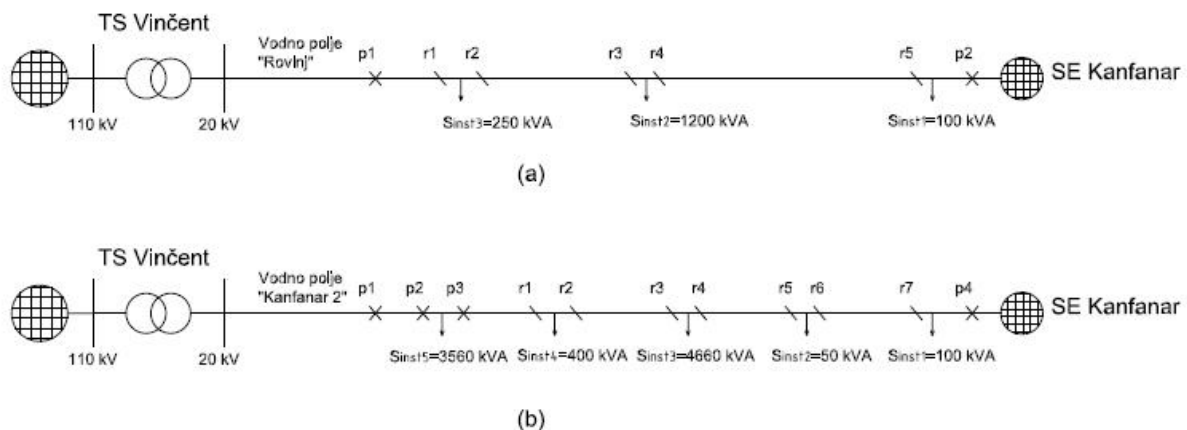 TS Vinčent
Vodno polje
"Rovinj"
p1 r1 r2 r3 r4 r5 p2
SE Kanfanar
110 kV 20 kV
Sinst3=250 kVA Sinst2=1200 kVA Sinst1=100 kVA
(a)
TS Vinčent
Vodno polje
"Kanfanar 2"
p1 p2 p3 r1 r2 r3 r4 r5 r6 r7 p4
SE Kanfanar
110 kV 20 kV
Sinst5=3560 kVA Sinst4=400 kVA Sinst3=4660 kVA Sinst2=50 kVA Sinst1=100 kVA
(b)